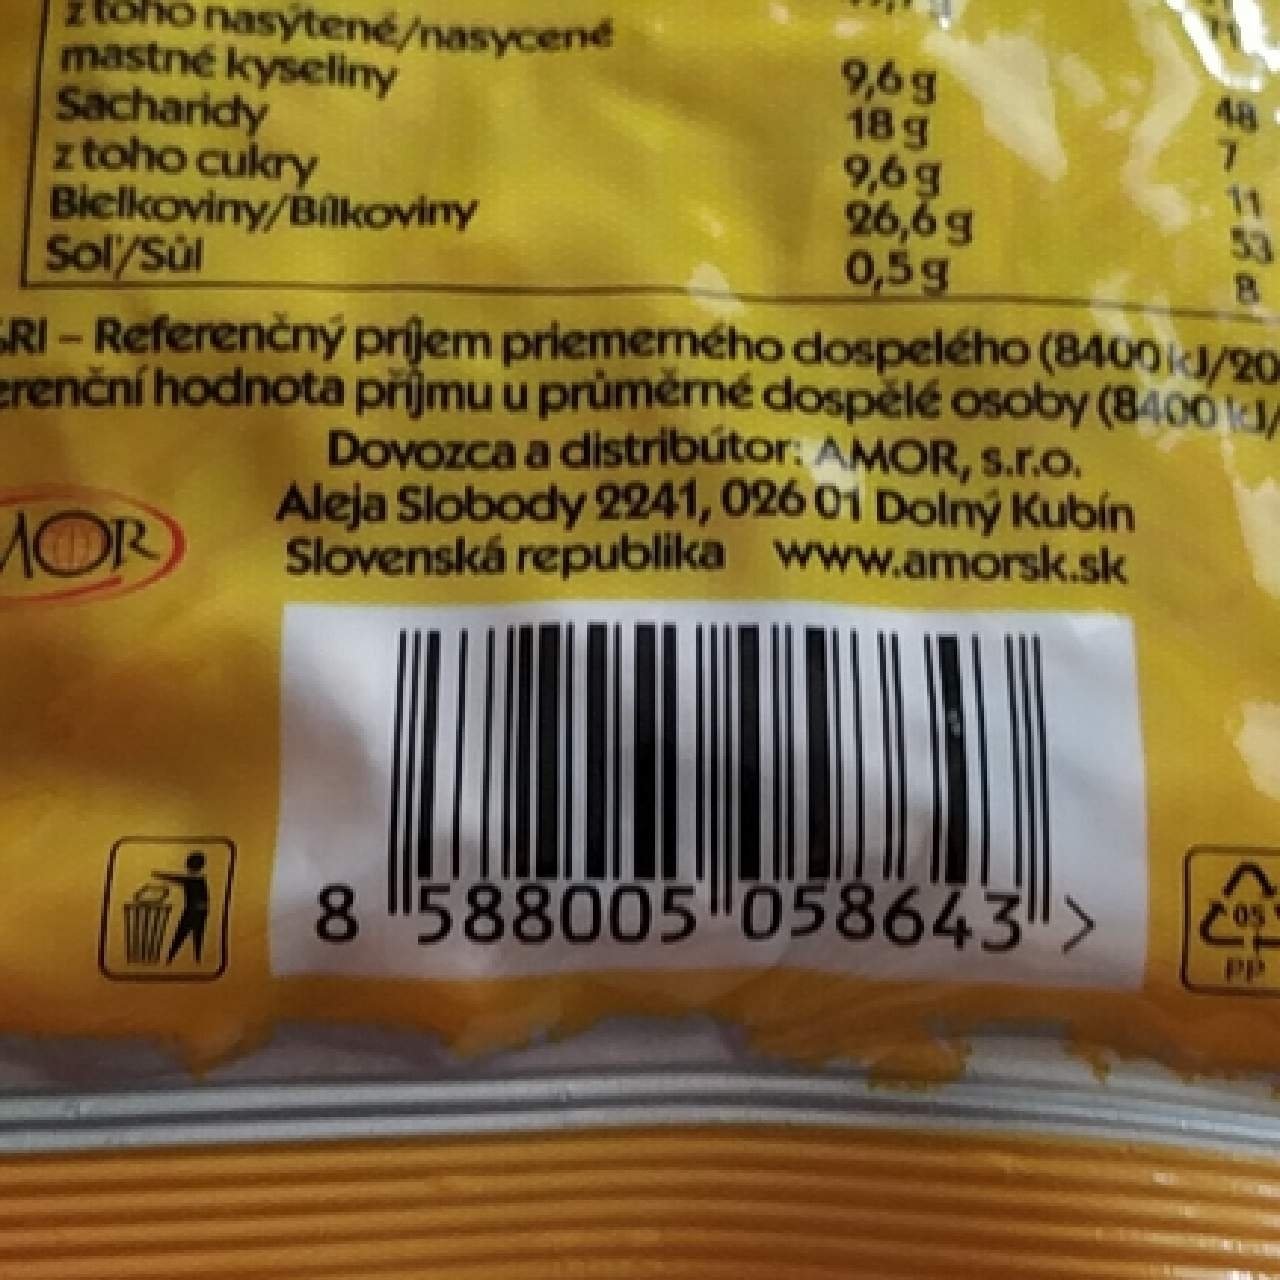 z toho nasýtené/nasycené
mastné kyseliny 9,6 g 48
Sacharidy 18 g 7
z toho cukry 9,6 g 11
Bielkoviny/Bílkoviny 26,6 g 53
Soľ/Sůl 0,5 g 8
RI – Referenčný príjem priemerného dospelého (8400 kJ/20
erenční hodnota příjmu u průměrné dospělé osoby (8400 kJ/
Dovozca a distribútor: AMOR, s.r.o.
Aleja Slobody 2241, 026 01 Dolný Kubín
Slovenská republika www.amorsk.sk
MOR
8 588005 058643 >
05
PP